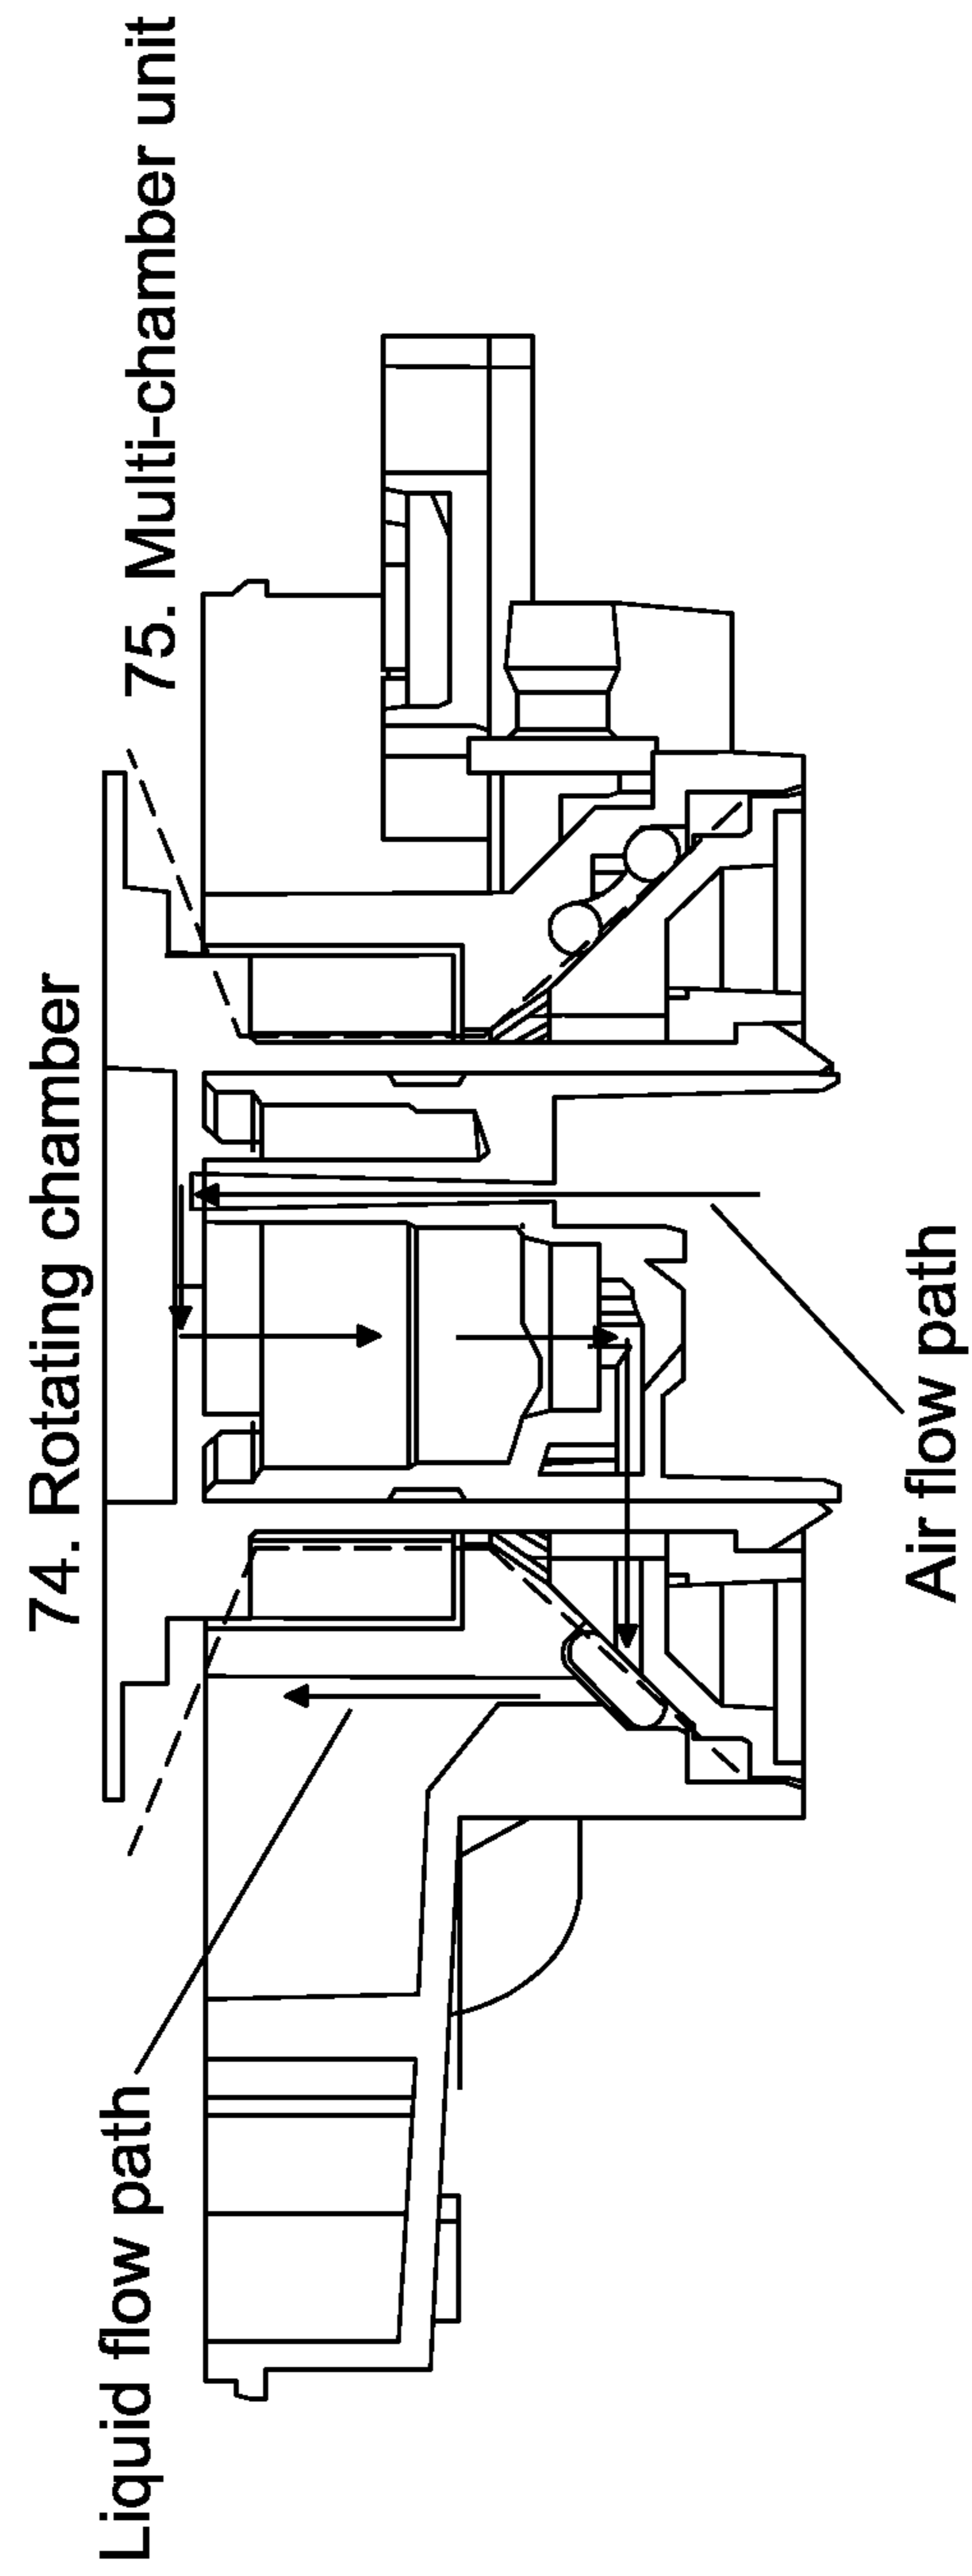 74. Rotating chamber
75. Multi-chamber unit
Liquid flow path
Air flow path